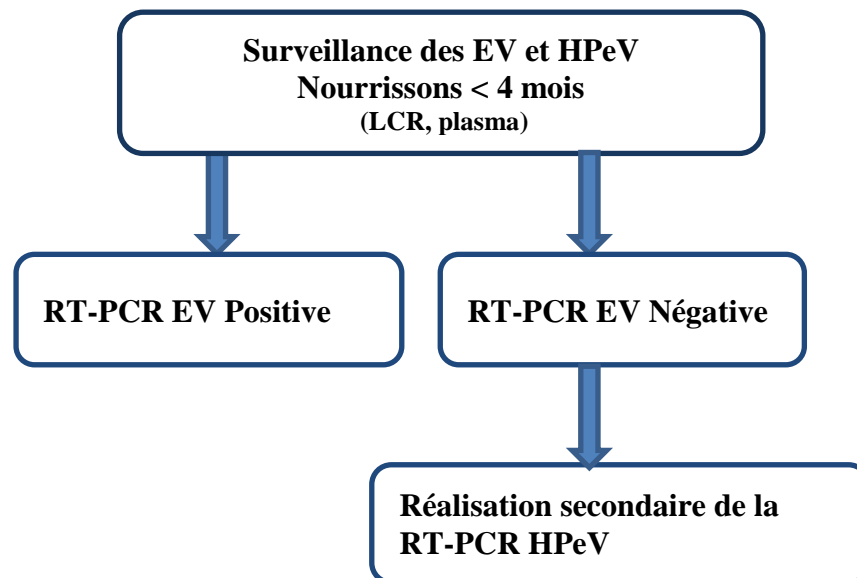 Surveillance des EV et HPeV
Nourrissons < 4 mois
(LCR, plasma)
RT-PCR EV Positive
RT-PCR EV Négative
Réalisation secondaire de la
RT-PCR HPeV